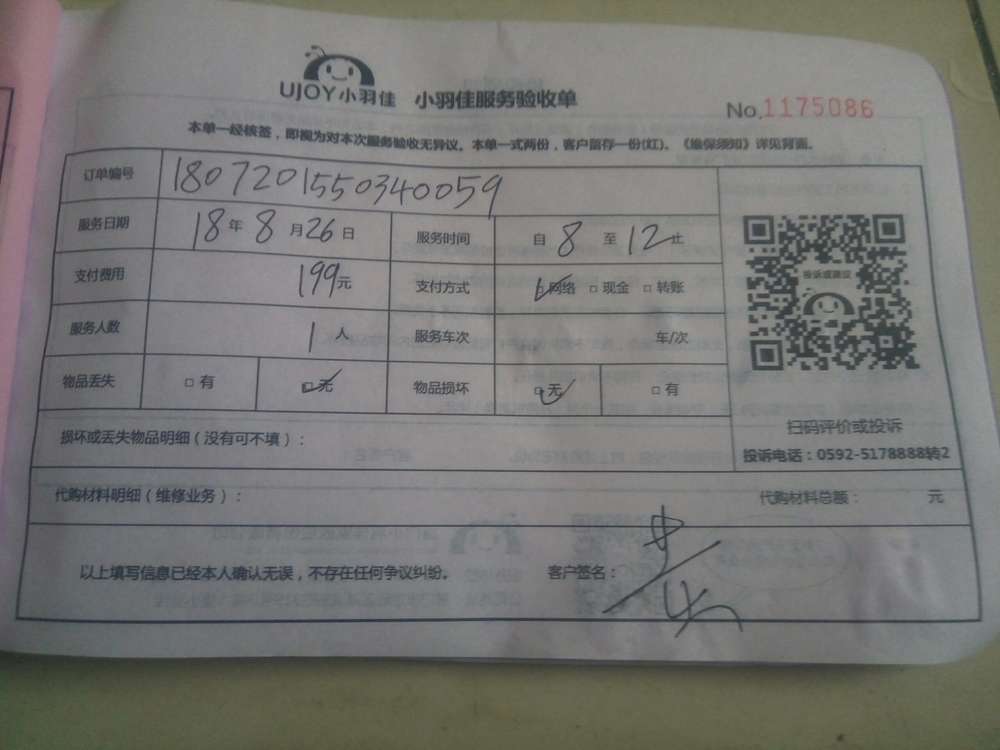 UJOY小羽佳 小羽佳服务验收单
No.1175086
本单一经核签，即视为对本次服务验收无异议。本单一式两份，客户留存一份(红)。《维保须知》详见背面。
订单编号 1807201550340059
服务日期 18年8月26日 服务时间 自8至12止
支付费用 199元 支付方式 ☑网络 □现金 □转账
投诉或建议
服务人数 1人 服务车次 车/次
物品丢失 □有 ☑无 物品损坏 ☑无 □有
扫码评价或投诉
损坏或丢失物品明细（没有可不填）：
投诉电话：0592-5178888转2
代购材料明细（维修业务）： 代购材料总额： 元
以上填写信息已经本人确认无误，不存在任何争议纠纷。 客户签名：